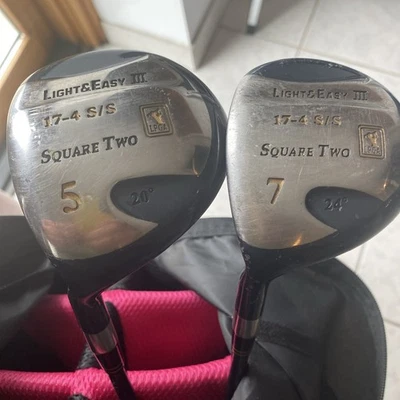 LIGHT&EASY III
17-4 S/S
SQUARE TWO
5
20°
LIGHT&EASY III
17-4 S/S
SQUARE TWO
7
24°